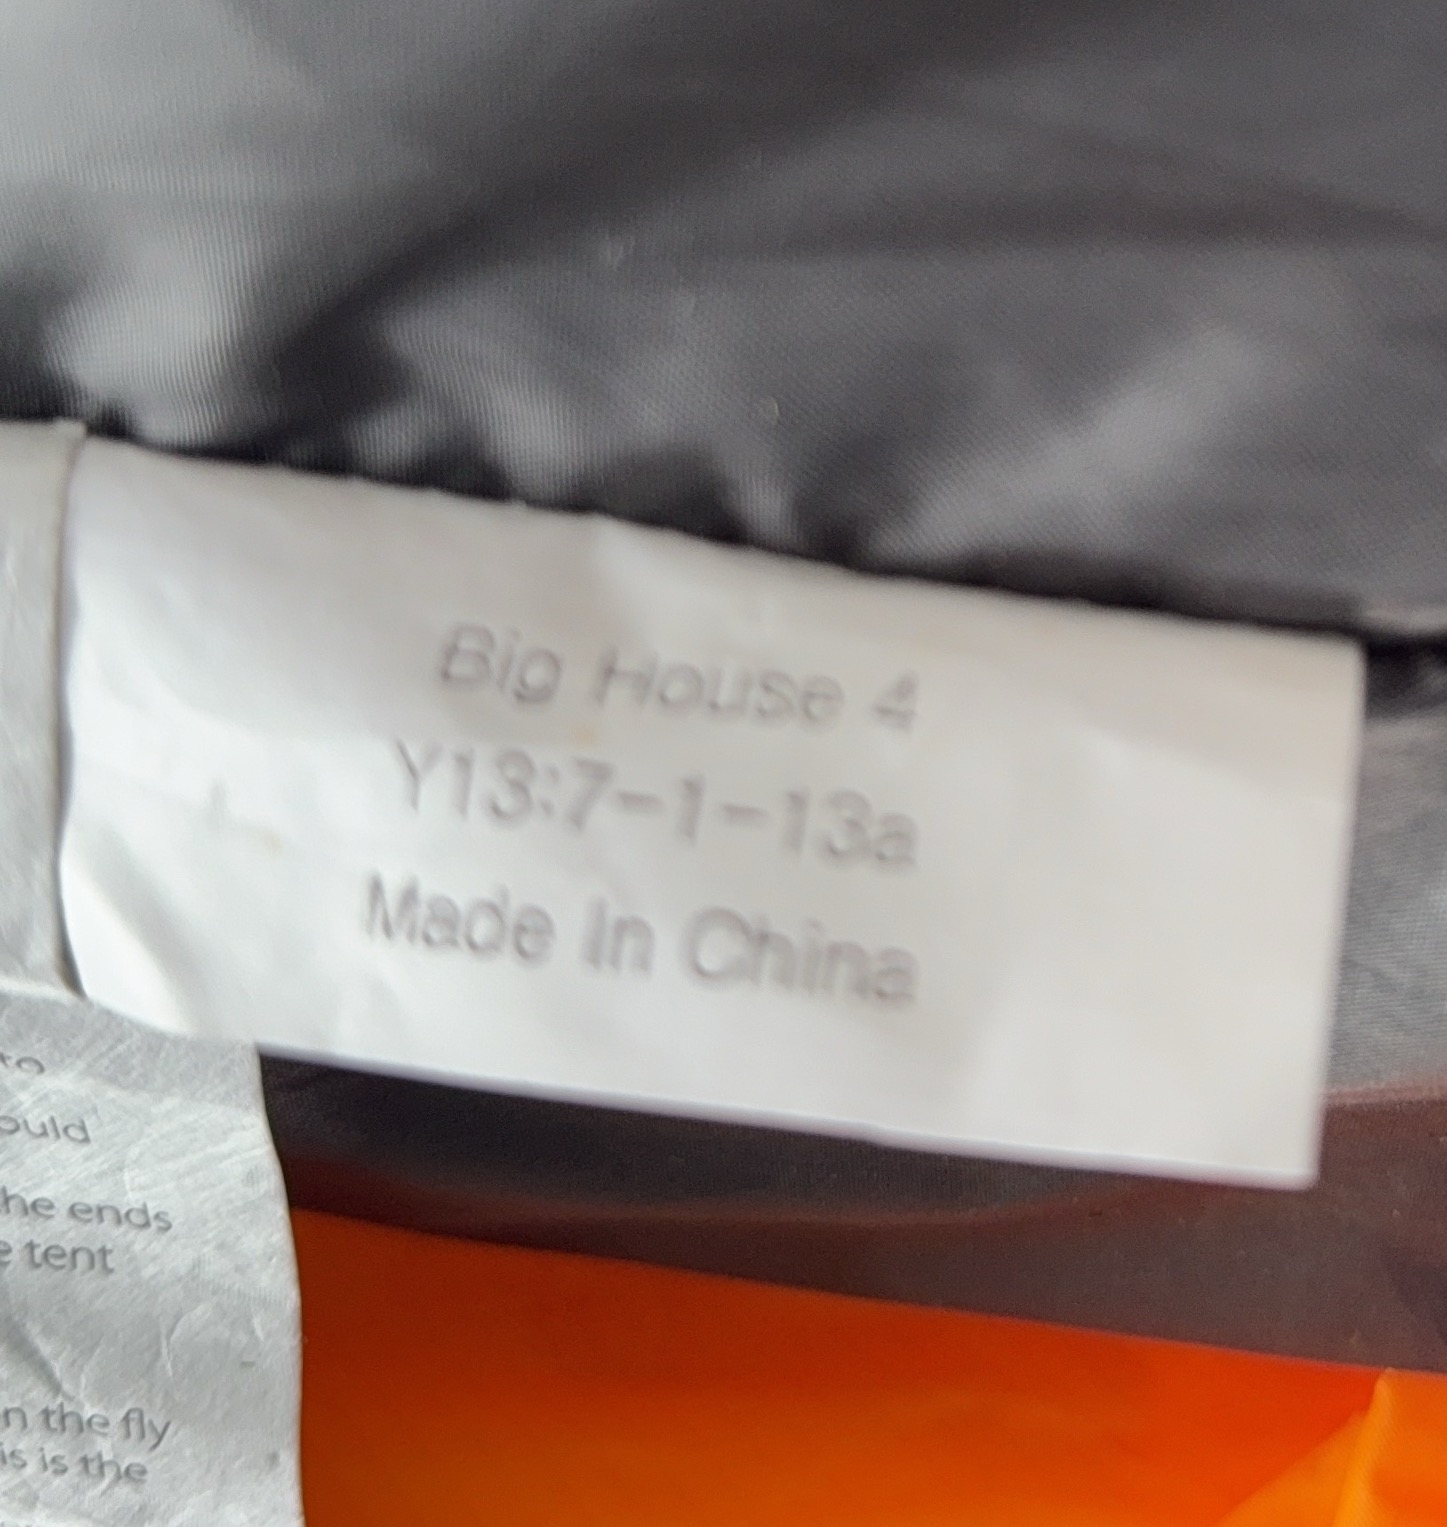 Big House 4
Y13:7-1-13a
Made In China
to
ould
he ends
e tent
n the fly
is is the